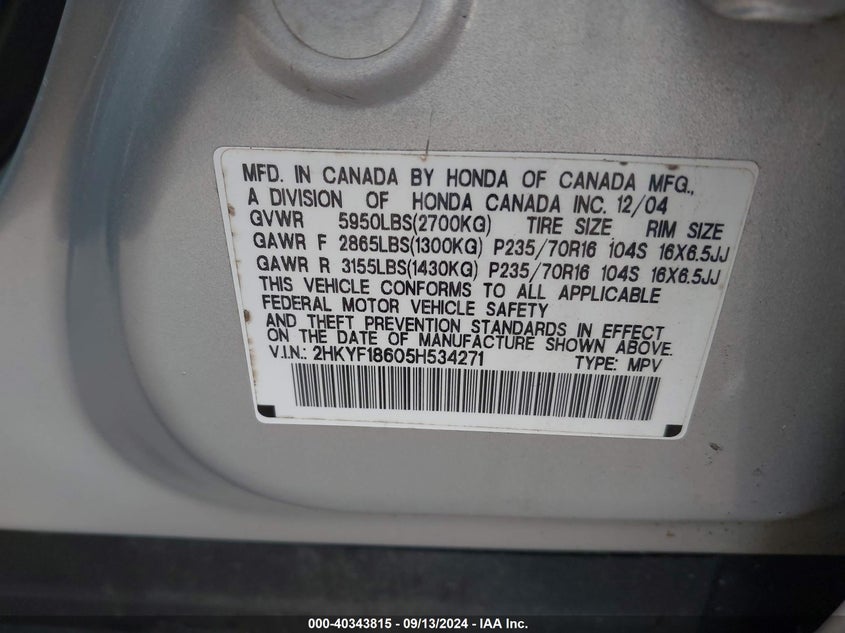 MFD. IN CANADA BY HONDA OF CANADA MFG.,
A DIVISION OF HONDA CANADA INC. 12/04
GVWR 5950LBS(2700KG) TIRE SIZE RIM SIZE
GAWR F 2865LBS(1300KG) P235/70R16 104S 16X6.5JJ
GAWR R 3155LBS(1430KG) P235/70R16 104S 16X6.5JJ
THIS VEHICLE CONFORMS TO ALL APPLICABLE
FEDERAL MOTOR VEHICLE SAFETY
AND THEFT PREVENTION STANDARDS IN EFFECT
ON THE DATE OF MANUFACTURE SHOWN ABOVE.
V.I.N.: 2HKYF18605H534271 TYPE: MPV
000-40343815 - 09/13/2024 - IAA Inc.